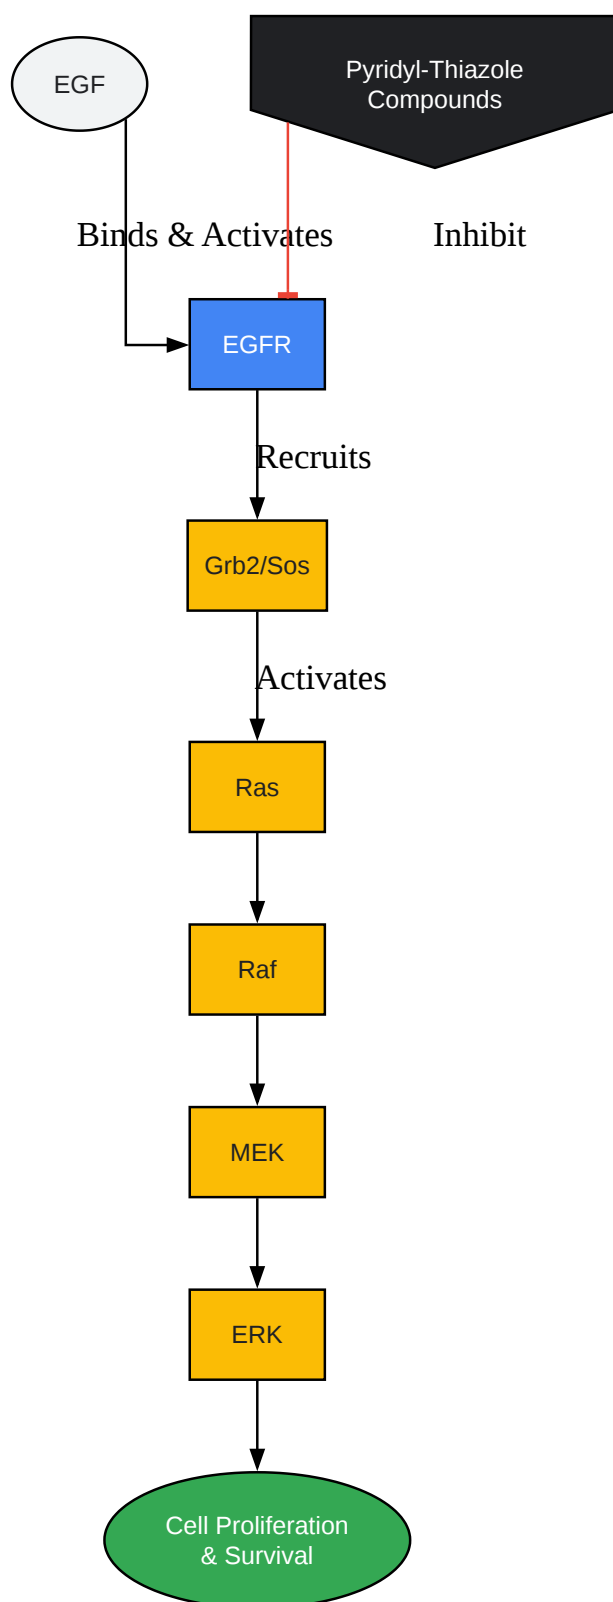 EGF
Pyridyl-Thiazole
Compounds
Binds & Activates
Inhibit
EGFR
Recruits
Grb2/Sos
Activates
Ras
Raf
MEK
ERK
Cell Proliferation
& Survival